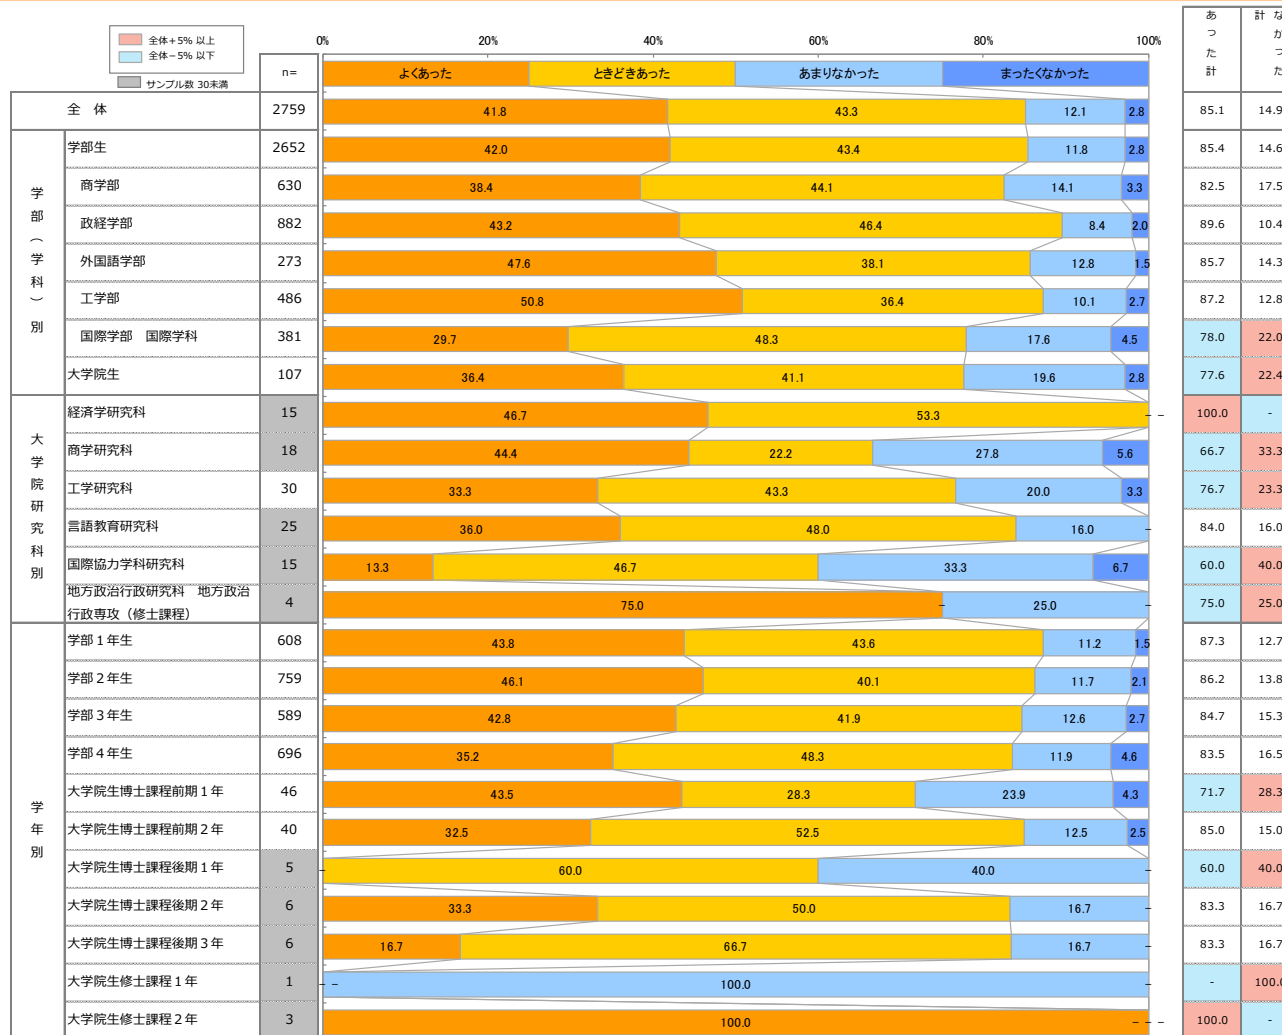 全体+5% 以上
全体-5% 以下
サンプル数 30未満
n=
0% 20% 40% 60% 80% 100%
よくあった ときどきあった あまりなかった まったくなかった
あった計
計 な
かった
全 体 2759 41.8 43.3 12.1 2.8 85.1 14.9
学部(学科)別
学部生 2652 42.0 43.4 11.8 2.8 85.4 14.6
商学部 630 38.4 44.1 14.1 3.3 82.5 17.5
政経学部 882 43.2 46.4 8.4 2.0 89.6 10.4
外国語学部 273 47.6 38.1 12.8 1.5 85.7 14.3
工学部 486 50.8 36.4 10.1 2.7 87.2 12.8
国際学部 国際学科 381 29.7 48.3 17.6 4.5 78.0 22.0
大学院生 107 36.4 41.1 19.6 2.8 77.6 22.4
大学院研究科別
経済学研究科 15 46.7 53.3 - - 100.0 -
商学研究科 18 44.4 22.2 27.8 5.6 66.7 33.3
工学研究科 30 33.3 43.3 20.0 3.3 76.7 23.3
言語教育研究科 25 36.0 48.0 16.0 - 84.0 16.0
国際協力学科研究科 15 13.3 46.7 33.3 6.7 60.0 40.0
地方政治行政研究科 地方政治
行政専攻(修士課程) 4 75.0 - 25.0 - 75.0 25.0
学年別
学部1年生 608 43.8 43.6 11.2 1.5 87.3 12.7
学部2年生 759 46.1 40.1 11.7 2.1 86.2 13.8
学部3年生 589 42.8 41.9 12.6 2.7 84.7 15.3
学部4年生 696 35.2 48.3 11.9 4.6 83.5 16.5
大学院生博士課程前期1年 46 43.5 28.3 23.9 4.3 71.7 28.3
大学院生博士課程前期2年 40 32.5 52.5 12.5 2.5 85.0 15.0
大学院生博士課程後期1年 5 - 60.0 40.0 - 60.0 40.0
大学院生博士課程後期2年 6 33.3 50.0 16.7 - 83.3 16.7
大学院生博士課程後期3年 6 16.7 66.7 16.7 - 83.3 16.7
大学院生修士課程1年 1 - - 100.0 - - 100.0
大学院生修士課程2年 3 100.0 - - - 100.0 -